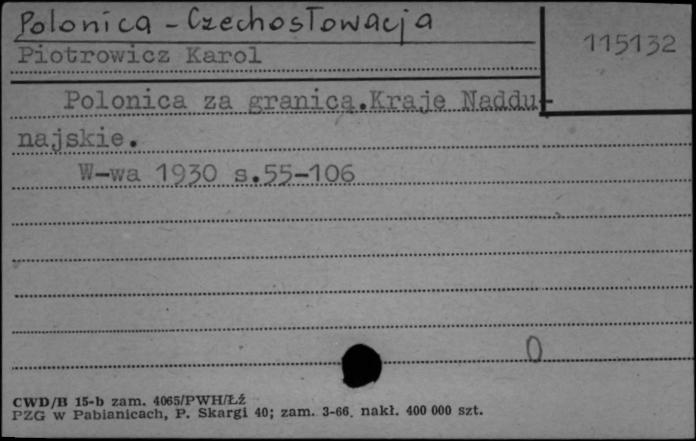 Polonica - Czechosłowacja
115132
Piotrowicz Karol
Polonica za granicą.Kraje Naddu-
najskie.
W-wa 1930 s.55-106
0
CWD/B 15-b zam. 4065/PWH/Łź
PZG w Pabianicach, P. Skargi 40; zam. 3-66. nakł. 400 000 szt.